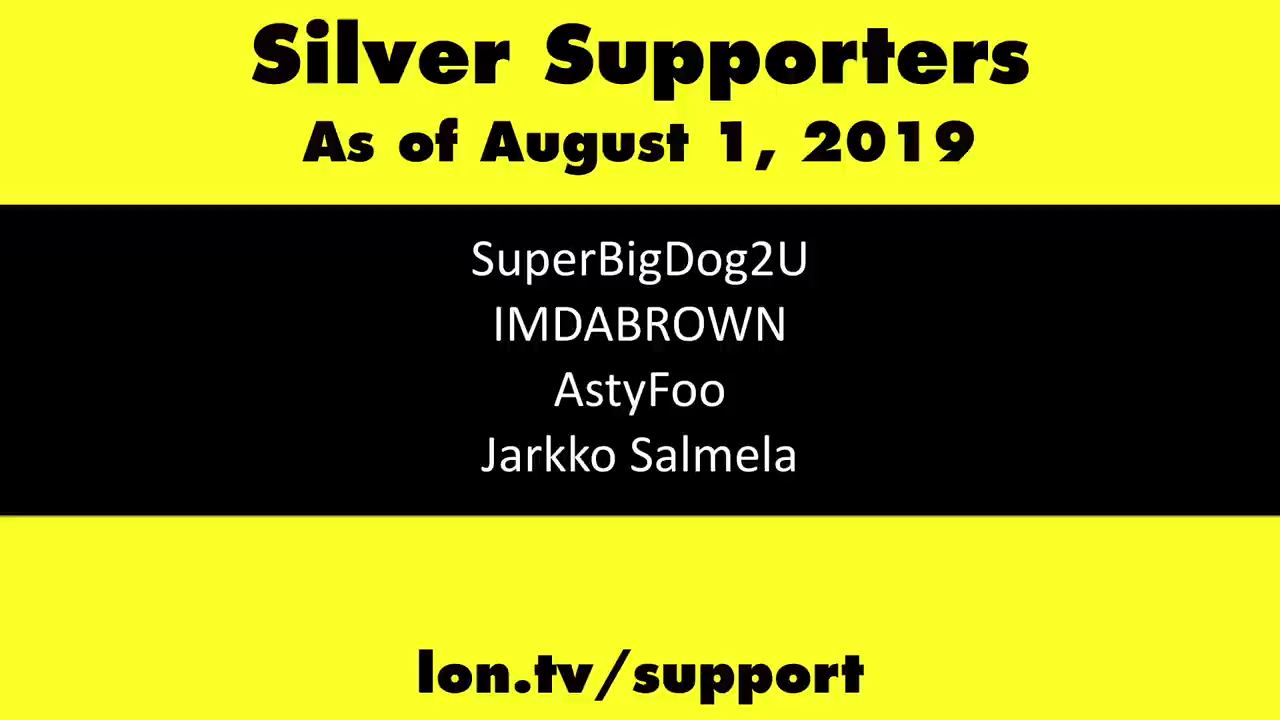 Silver Supporters
As of August 1, 2019
SuperBigDog2U
IMDABROWN
AstyFoo
Jarkko Salmela
lon.tv/support